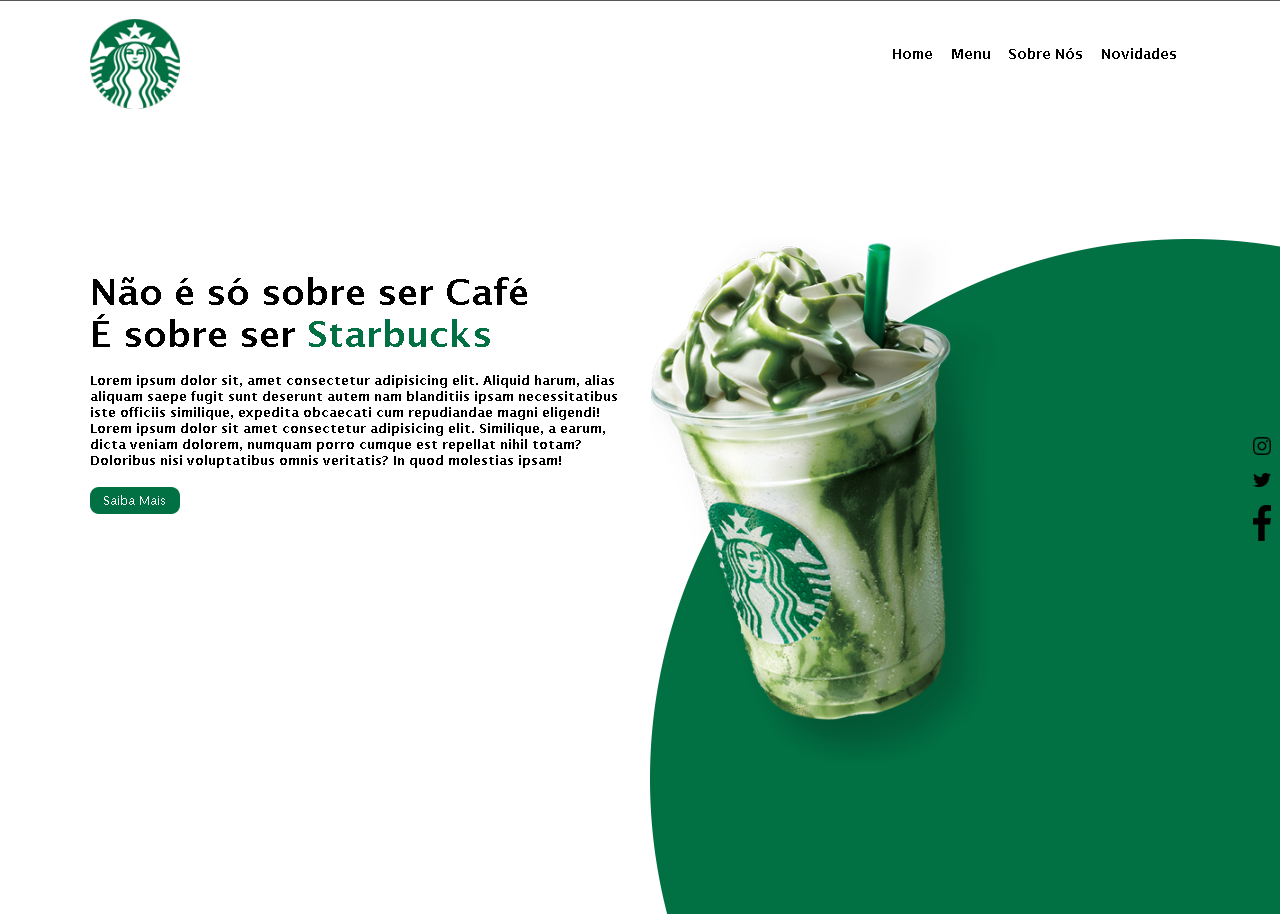 Home Menu Sobre Nós Novidades
Não é só sobre ser Café
É sobre ser Starbucks
Lorem ipsum dolor sit, amet consectetur adipisicing elit. Aliquid harum, alias
aliquam saepe fugit sunt deserunt autem nam blanditiis ipsam necessitatibus
iste officiis similique, expedita obcaecati cum repudiandae magni eligendi!
Lorem ipsum dolor sit amet consectetur adipisicing elit. Similique, a earum,
dicta veniam dolorem, numquam porro cumque est repellat nihil totam?
Doloribus nisi voluptatibus omnis veritatis? In quod molestias ipsam!
Saiba Mais